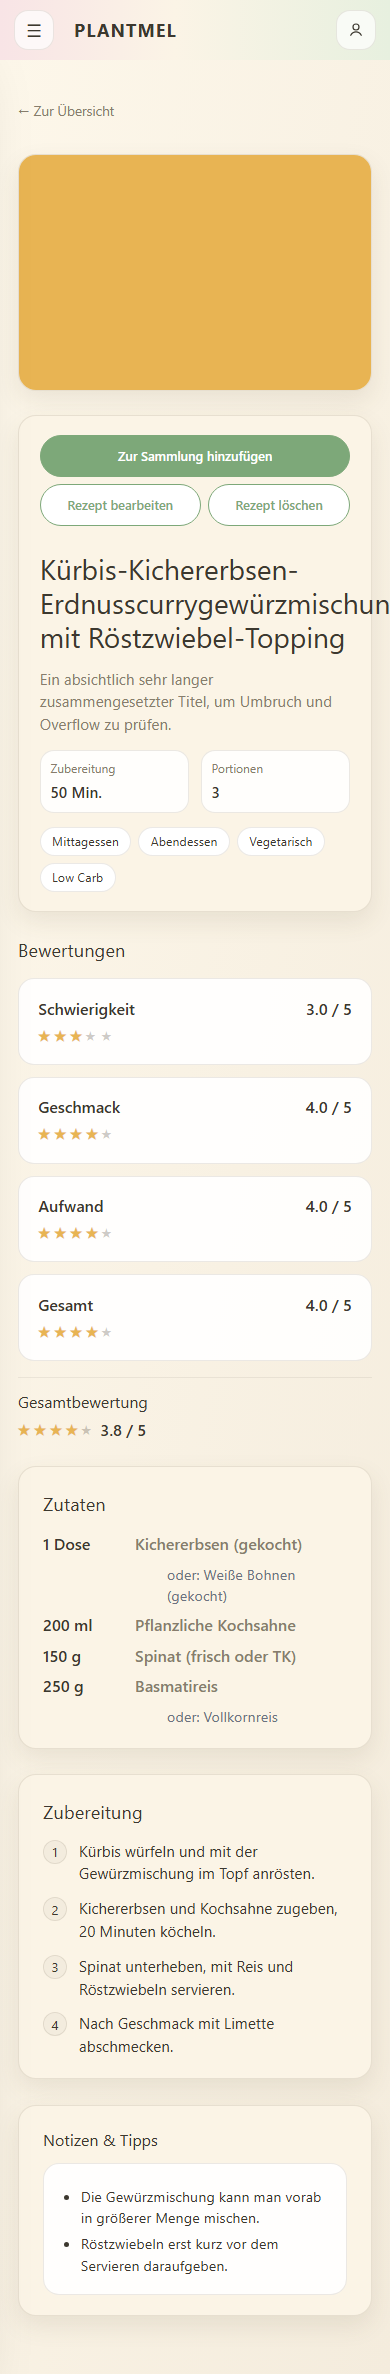 ☰ PLANTMEL
← Zur Übersicht
Zur Sammlung hinzufügen
Rezept bearbeiten Rezept löschen
Kürbis-Kichererbsen-
Erdnusscurrygewürzmischun
mit Röstzwiebel-Topping
Ein absichtlich sehr langer
zusammengesetzter Titel, um Umbruch und
Overflow zu prüfen.
Zubereitung Portionen
50 Min. 3
Mittagessen Abendessen Vegetarisch
Low Carb
Bewertungen
Schwierigkeit 3.0 / 5
★★★★★
Geschmack 4.0 / 5
★★★★★
Aufwand 4.0 / 5
★★★★★
Gesamt 4.0 / 5
★★★★★
Gesamtbewertung
★★★★★ 3.8 / 5
Zutaten
1 Dose Kichererbsen (gekocht)
oder: Weiße Bohnen
(gekocht)
200 ml Pflanzliche Kochsahne
150 g Spinat (frisch oder TK)
250 g Basmatireis
oder: Vollkornreis
Zubereitung
1 Kürbis würfeln und mit der
Gewürzmischung im Topf anrösten.
2 Kichererbsen und Kochsahne zugeben,
20 Minuten köcheln.
3 Spinat unterheben, mit Reis und
Röstzwiebeln servieren.
4 Nach Geschmack mit Limette
abschmecken.
Notizen & Tipps
• Die Gewürzmischung kann man vorab
in größerer Menge mischen.
• Röstzwiebeln erst kurz vor dem
Servieren daraufgeben.